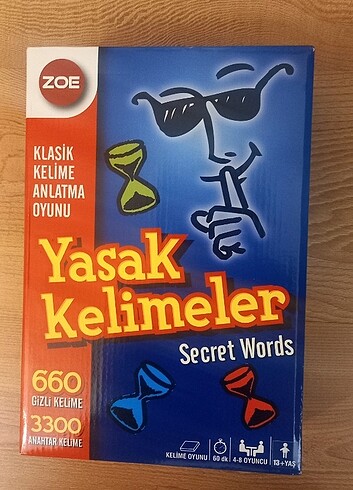 ZOE
KLASİK
KELİME
ANLATMA
OYUNU
Yasak
Kelimeler
Secret Words
660
GİZLİ KELİME
3300
ANAHTAR KELİME
KELİME OYUNU
60 dk
4-8 OYUNCU
13+YAŞ